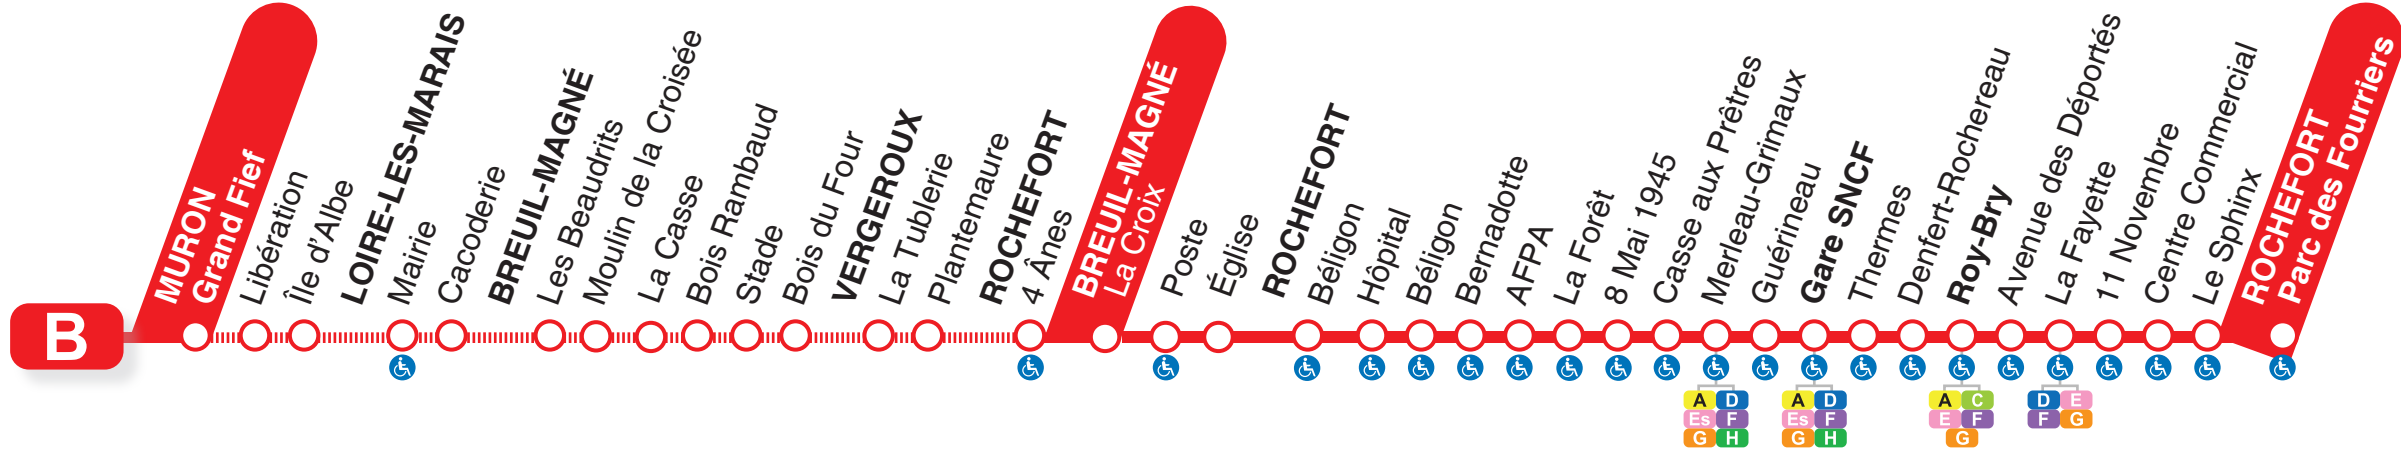 B
MURON
Grand Fief
Libération
Île d'Albe
LOIRE-LES-MARAIS
Mairie
Cacoderie
BREUIL-MAGNÉ
Les Beaudrits
Moulin de la Croisée
La Casse
Bois Rambaud
Stade
Bois du Four
VERGEROUX
La Tublerie
Plantemaure
ROCHEFORT
4 Ânes
BREUIL-MAGNÉ
La Croix
Poste
Église
ROCHEFORT
Béligon
Hôpital
Béligon
Bernadotte
AFPA
La Forêt
8 Mai 1945
Casse aux Prêtres
Merleau-Grimaux
Guérineau
Gare SNCF
Thermes
Denfert-Rochereau
Roy-Bry
Avenue des Déportés
La Fayette
11 Novembre
Centre Commercial
Le Sphinx
ROCHEFORT
Parc des Fourriers
A D
Es F
G H
A D
Es F
G H
A C
E F
G
D E
F G